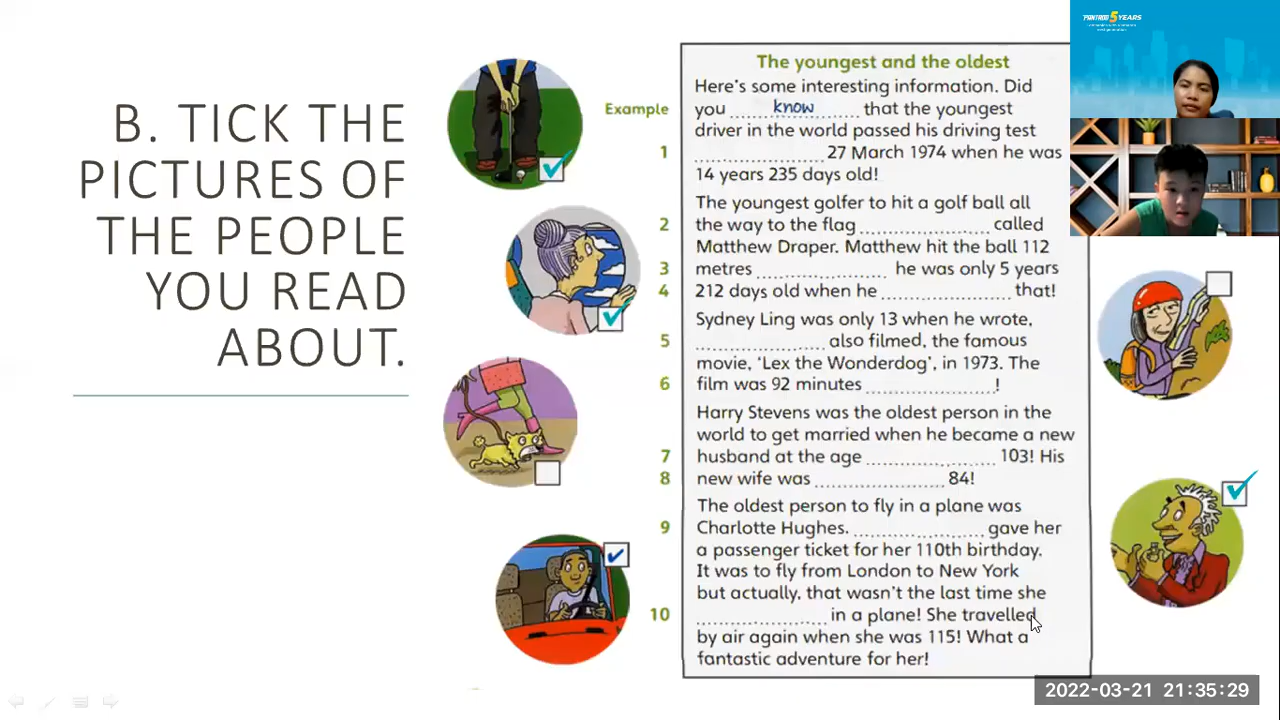 B. TICK THE
PICTURES OF
THE PEOPLE
YOU READ
ABOUT.
The youngest and the oldest
Here's some interesting information. Did
Example you know that the youngest
driver in the world passed his driving test
1 ........................ 27 March 1974 when he was
14 years 235 days old!
The youngest golfer to hit a golf ball all
2 the way to the flag ........................ called
Matthew Draper. Matthew hit the ball 112
3 metres ........................ he was only 5 years
4 212 days old when he ........................ that!
Sydney Ling was only 13 when he wrote,
5 ........................ also filmed, the famous
movie, 'Lex the Wonderdog', in 1973. The
6 film was 92 minutes ........................!
Harry Stevens was the oldest person in the
world to get married when he became a new
7 husband at the age ........................ 103! His
8 new wife was ........................ 84!
The oldest person to fly in a plane was
9 Charlotte Hughes. ........................ gave her
a passenger ticket for her 110th birthday.
It was to fly from London to New York
but actually, that wasn't the last time she
10 ........................ in a plane! She travelled
by air again when she was 115! What a
fantastic adventure for her!
5 YEARS
2022-03-21 21:35:29